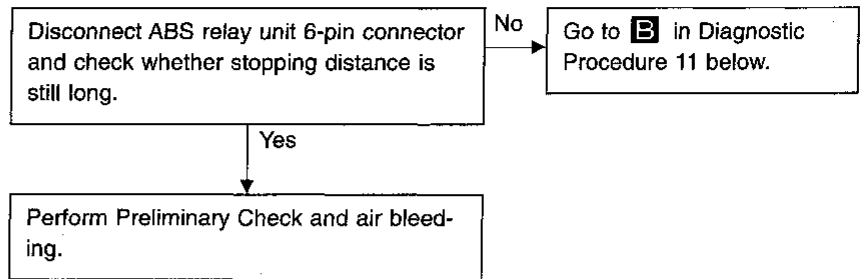 Disconnect ABS relay unit 6-pin connector
and check whether stopping distance is
still long.
No
Go to B in Diagnostic
Procedure 11 below.
Yes
Perform Preliminary Check and air bleed-
ing.